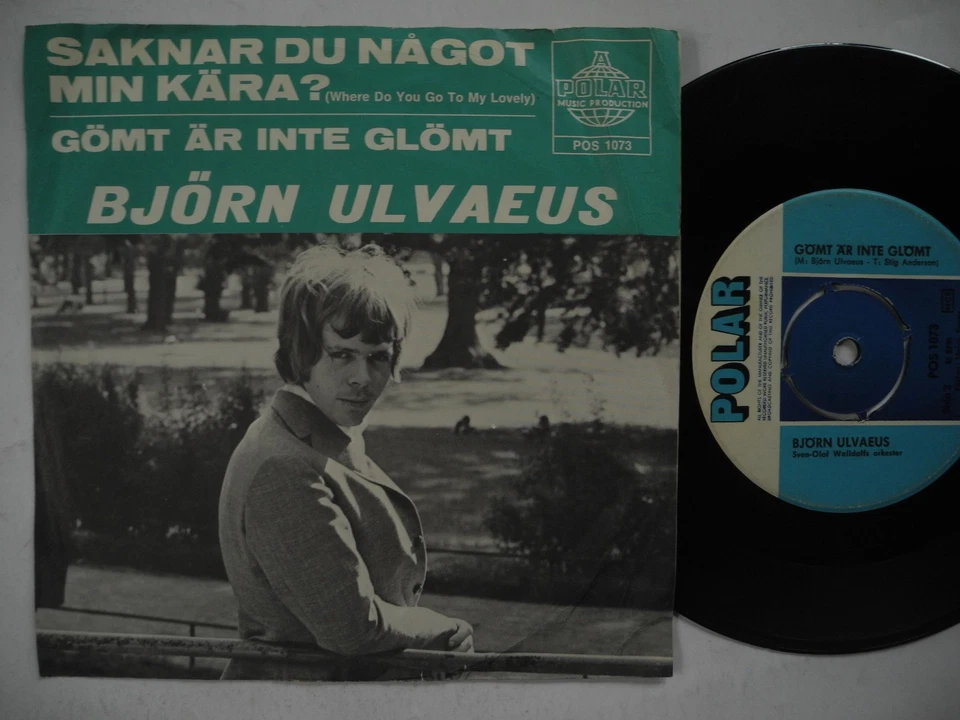 SAKNAR DU NÅGOT
MIN KÄRA? (Where Do You Go To My Lovely)
GÖMT ÄR INTE GLÖMT
BJÖRN ULVAEUS
A
POLAR
MUSIC PRODUCTION
POS 1073
POLAR
GÖMT ÄR INTE GLÖMT
(M: Björn Ulvaeus - T: Stig Anderson)
POS 1073
BJÖRN ULVAEUS
Sven-Olof Walldoffs orkester